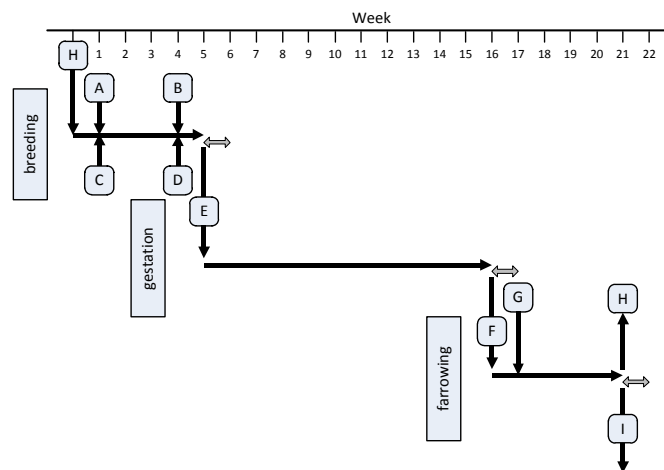 Week
H 1 2 3 4 5 6 7 8 9 10 11 12 13 14 15 16 17 18 19 20 21 22
A B
breeding
C D
E
gestation
G H
F
farrowing
I